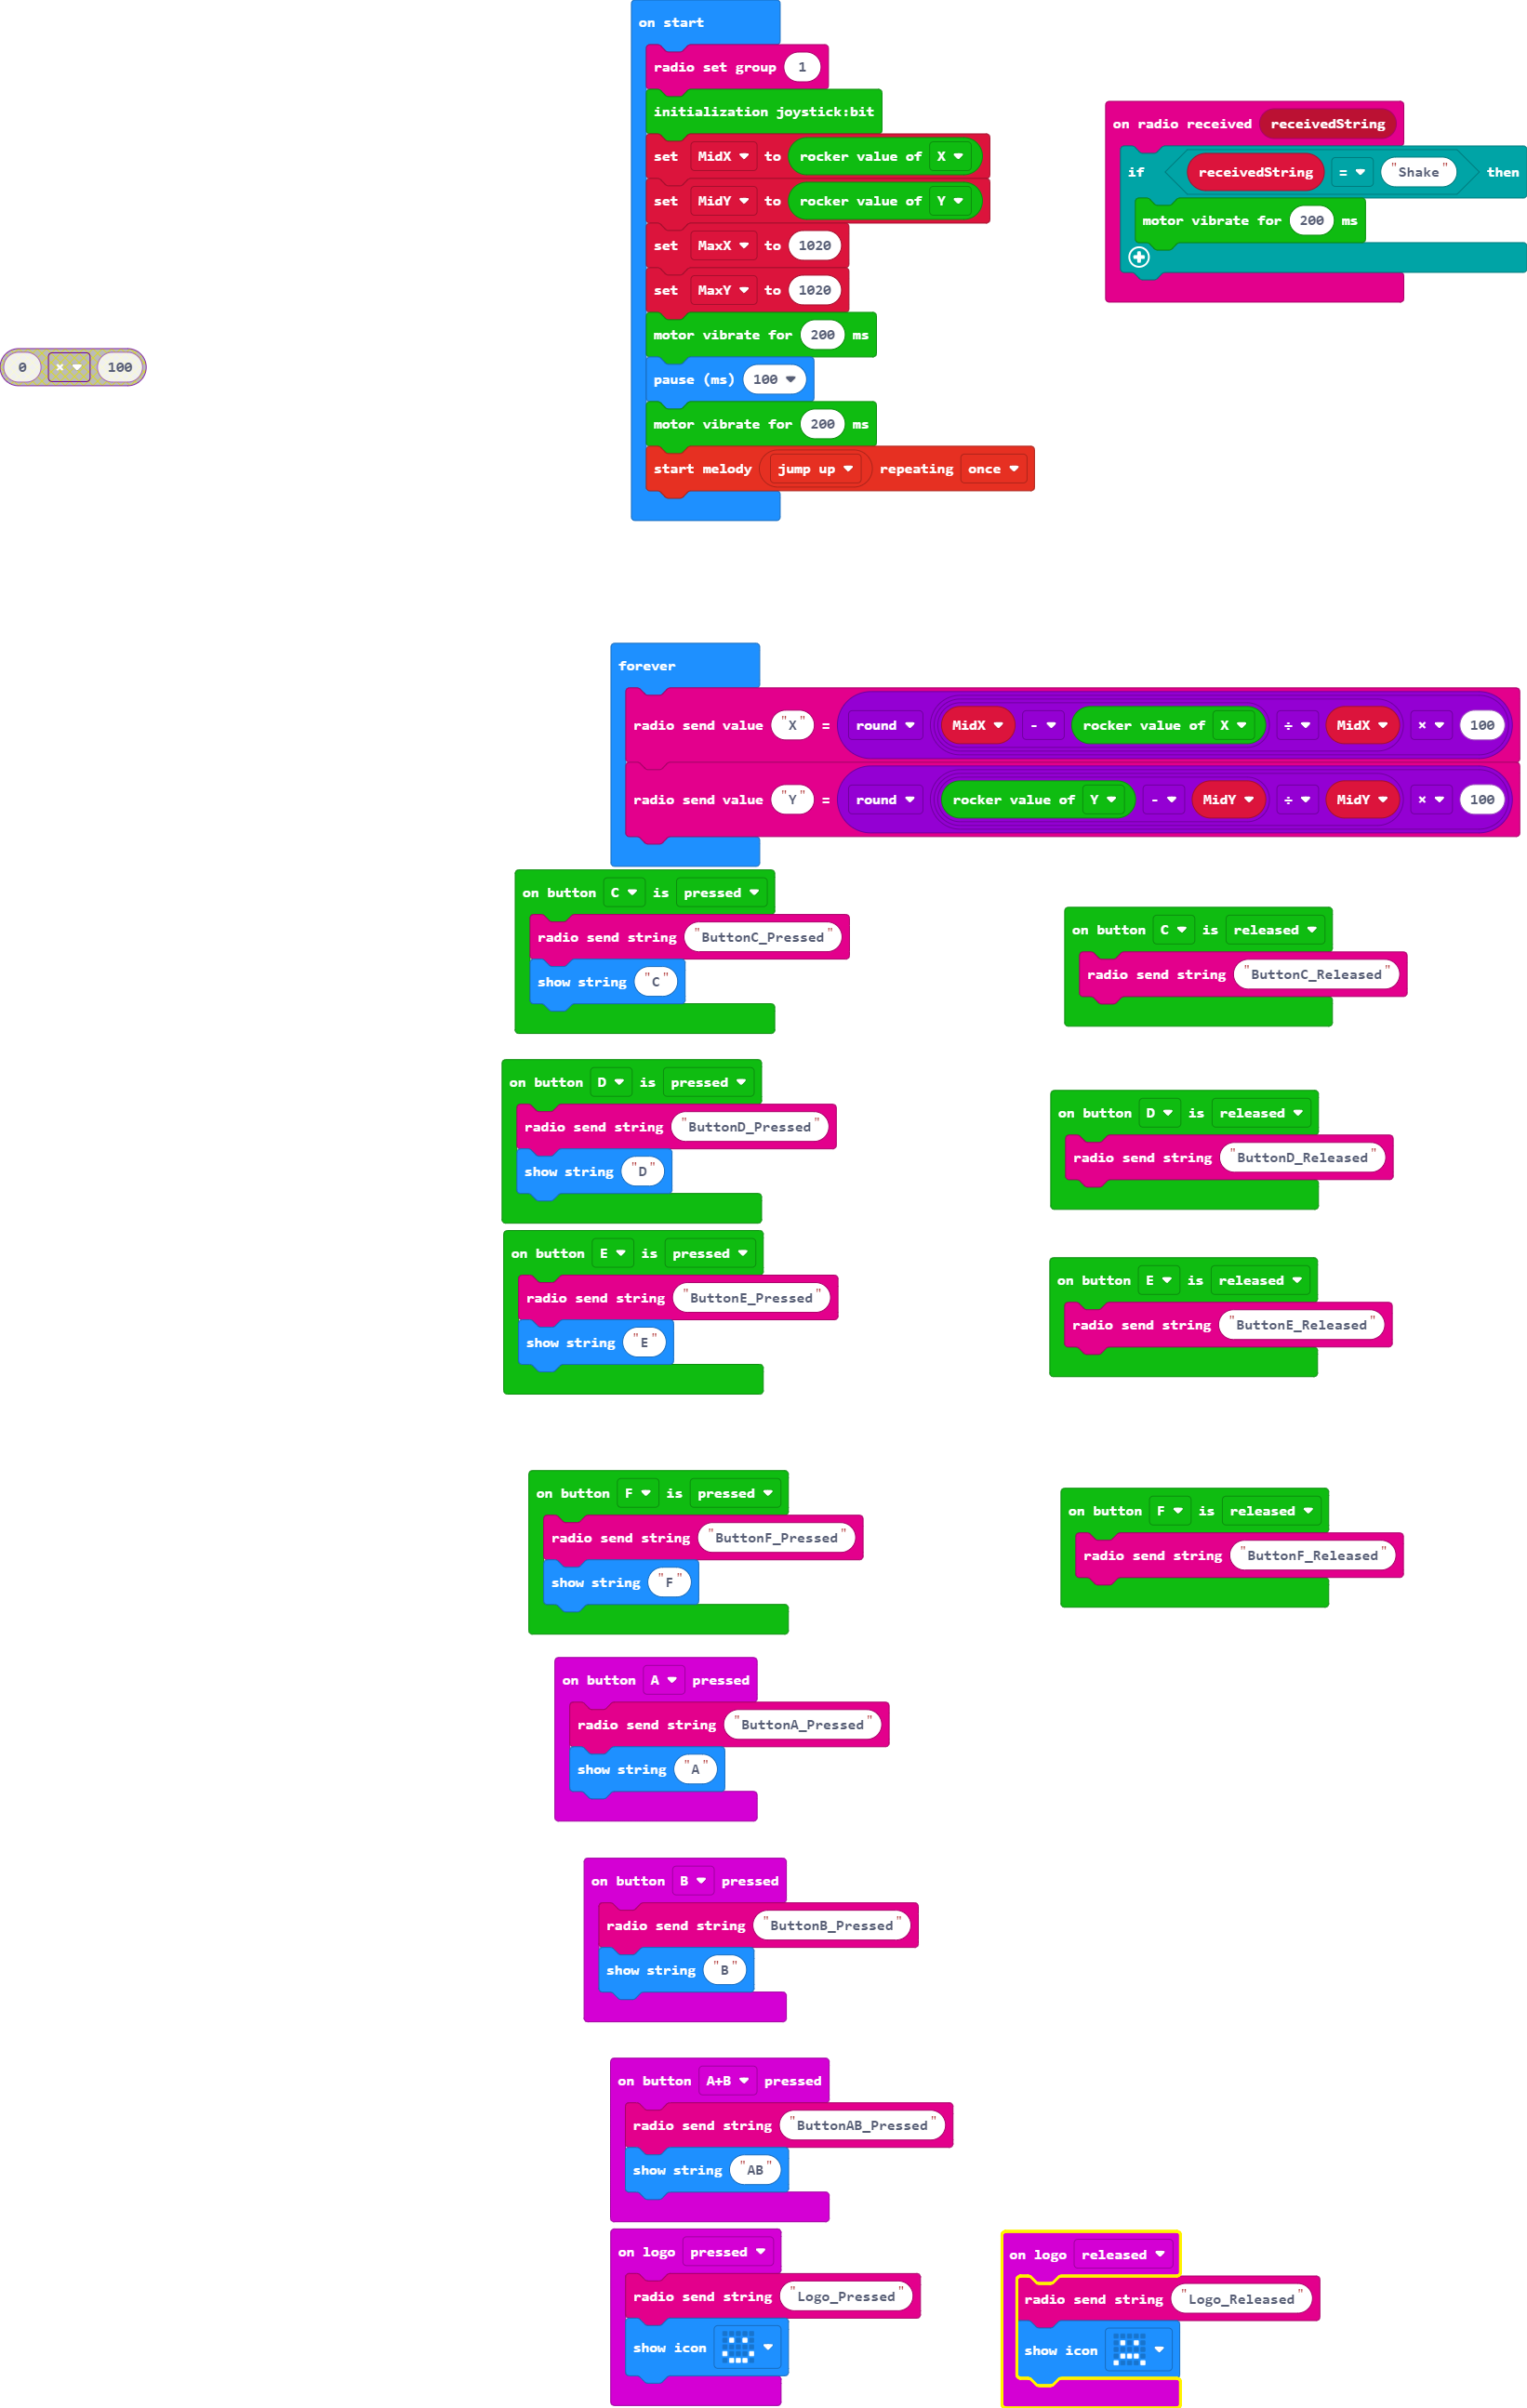 on start
radio set group 1
initialization joystick:bit
set MidX to rocker value of X
set MidY to rocker value of Y
set MaxX to 1020
set MaxY to 1020
motor vibrate for 200 ms
pause (ms) 100
motor vibrate for 200 ms
start melody jump up repeating once
on radio received receivedString
if receivedString = "Shake" then
motor vibrate for 200 ms
0 × 100
forever
radio send value "X" = round MidX - rocker value of X ÷ MidX × 100
radio send value "Y" = round rocker value of Y - MidY ÷ MidY × 100
on button C is pressed
radio send string "ButtonC_Pressed"
show string "C"
on button C is released
radio send string "ButtonC_Released"
on button D is pressed
radio send string "ButtonD_Pressed"
show string "D"
on button D is released
radio send string "ButtonD_Released"
on button E is pressed
radio send string "ButtonE_Pressed"
show string "E"
on button E is released
radio send string "ButtonE_Released"
on button F is pressed
radio send string "ButtonF_Pressed"
show string "F"
on button F is released
radio send string "ButtonF_Released"
on button A pressed
radio send string "ButtonA_Pressed"
show string "A"
on button B pressed
radio send string "ButtonB_Pressed"
show string "B"
on button A+B pressed
radio send string "ButtonAB_Pressed"
show string "AB"
on logo pressed
radio send string "Logo_Pressed"
show icon
on logo released
radio send string "Logo_Released"
show icon